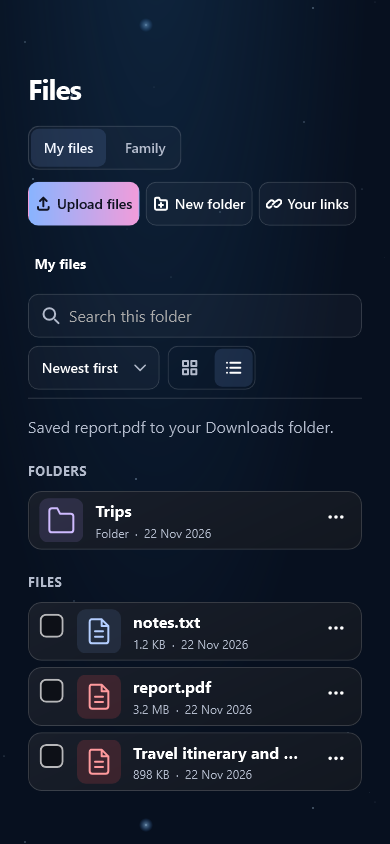 Files
My files
Family
Upload files
New folder
Your links
My files
Search this folder
Newest first
Saved report.pdf to your Downloads folder.
FOLDERS
Trips
Folder · 22 Nov 2026
FILES
notes.txt
1.2 KB · 22 Nov 2026
report.pdf
3.2 MB · 22 Nov 2026
Travel itinerary and ...
898 KB · 22 Nov 2026